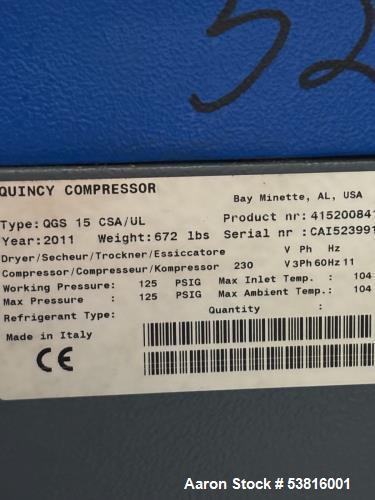 52
QUINCY COMPRESSOR
Bay Minette, AL, USA
Type: QGS 15 CSA/UL Product nr: 415200841
Year: 2011 Weight: 672 lbs Serial nr : CAI523991
Dryer/Secheur/Trockner/Essiccatore V Ph Hz
Compressor/Compresseur/Kompressor 230 V 3Ph 60Hz 11
Working Pressure: 125 PSIG Max Inlet Temp.: 104
Max Pressure : 125 PSIG Max Ambient Temp.: 104
Refrigerant Type: Quantity :
Made in Italy
CE
Aaron Stock # 53816001